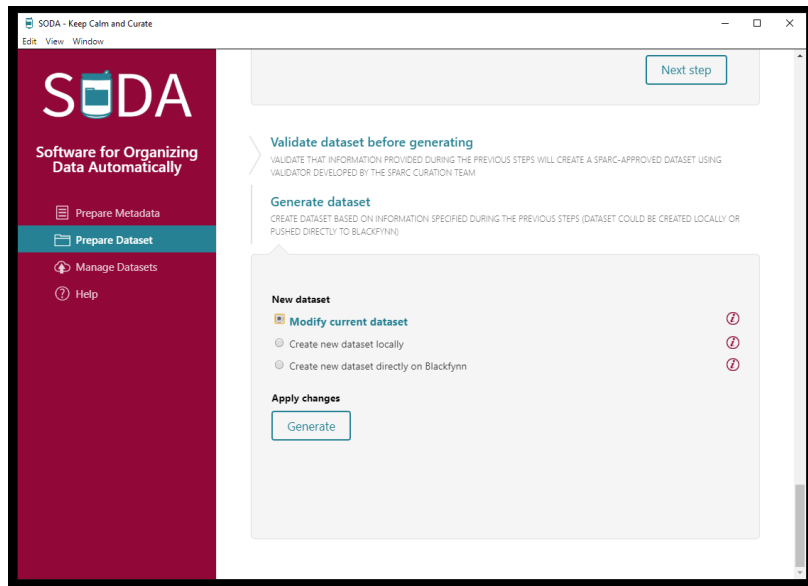 SODA - Keep Calm and Curate
Edit View Window
SODA
Software for Organizing
Data Automatically
Prepare Metadata
Prepare Dataset
Manage Datasets
Help
Next step
Validate dataset before generating
VALIDATE THAT INFORMATION PROVIDED DURING THE PREVIOUS STEPS WILL CREATE A SPARC-APPROVED DATASET USING
VALIDATOR DEVELOPED BY THE SPARC CURATION TEAM
Generate dataset
CREATE DATASET BASED ON INFORMATION SPECIFIED DURING THE PREVIOUS STEPS (DATASET COULD BE CREATED LOCALLY OR
PUSHED DIRECTLY TO BLACKFYNN)
New dataset
Modify current dataset
Create new dataset locally
Create new dataset directly on Blackfynn
Apply changes
Generate